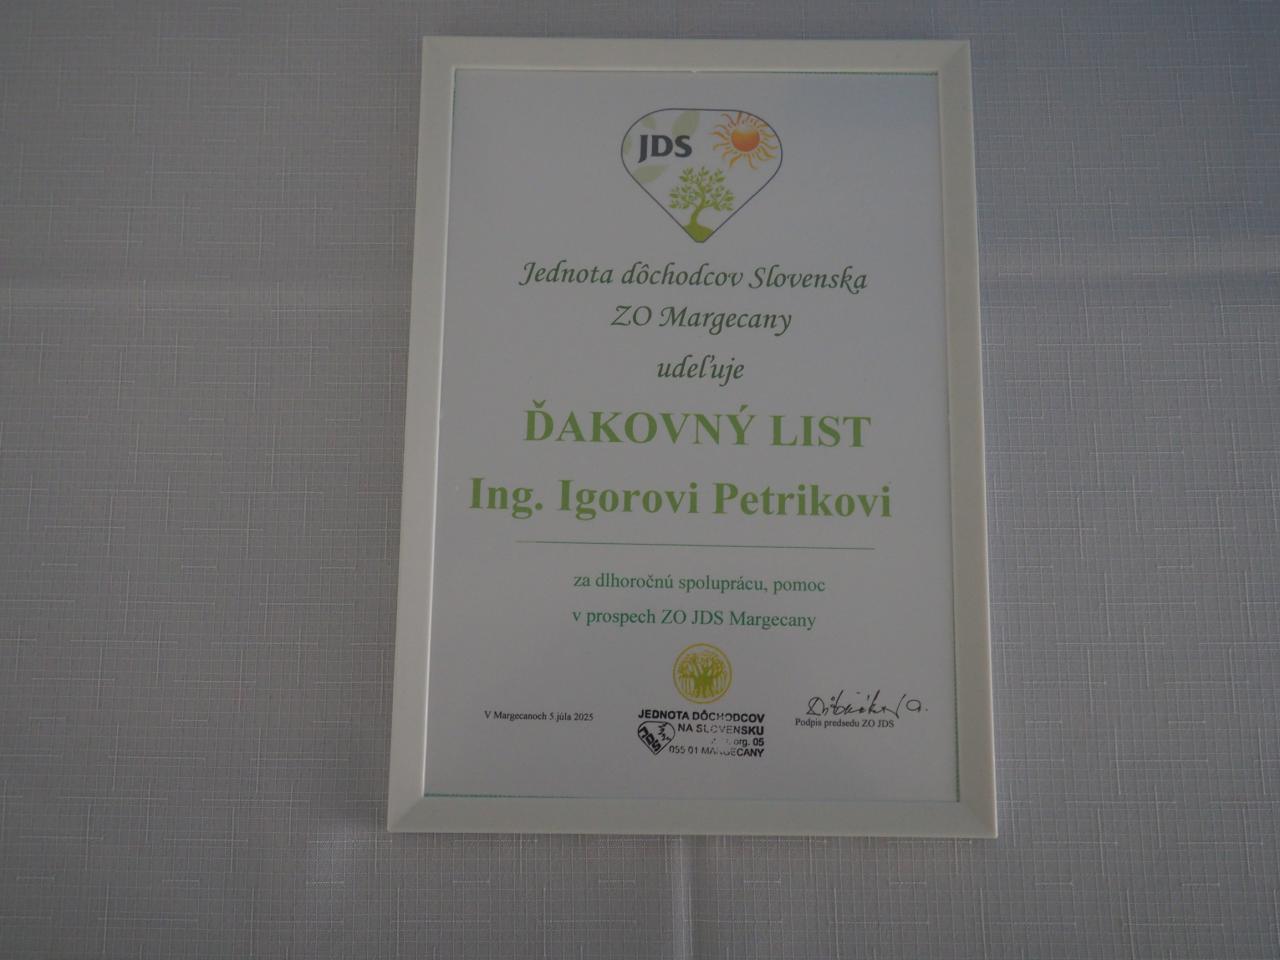 JDS
Jednota dôchodcov Slovenska
ZO Margecany
udeľuje
ĎAKOVNÝ LIST
Ing. Igorovi Petrikovi
za dlhoročnú spoluprácu, pomoc
v prospech ZO JDS Margecany
V Margecanoch 5.júla 2025
JEDNOTA DÔCHODCOV
NA SLOVENSKU
org. 05
JDS
055 01 MARGECANY
Podpis predsedu ZO JDS